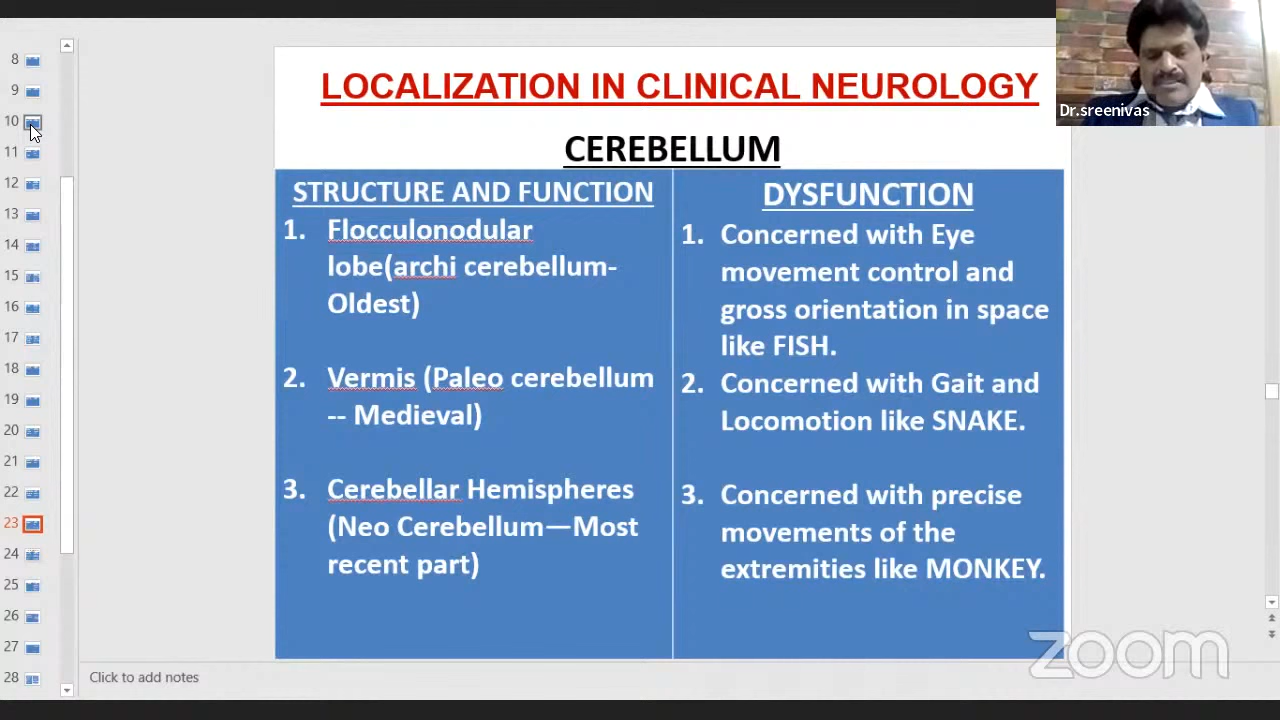 8
9
10
11
12
13
14
15
16
17
18
19
20
21
22
23
24
25
26
27
28
LOCALIZATION IN CLINICAL NEUROLOGY
CEREBELLUM
STRUCTURE AND FUNCTION
1. Flocculonodular
lobe(archi cerebellum-
Oldest)
2. Vermis (Paleo cerebellum
-- Medieval)
3. Cerebellar Hemispheres
(Neo Cerebellum—Most
recent part)
DYSFUNCTION
1. Concerned with Eye
movement control and
gross orientation in space
like FISH.
2. Concerned with Gait and
Locomotion like SNAKE.
3. Concerned with precise
movements of the
extremities like MONKEY.
Dr.sreenivas
zoom
Click to add notes